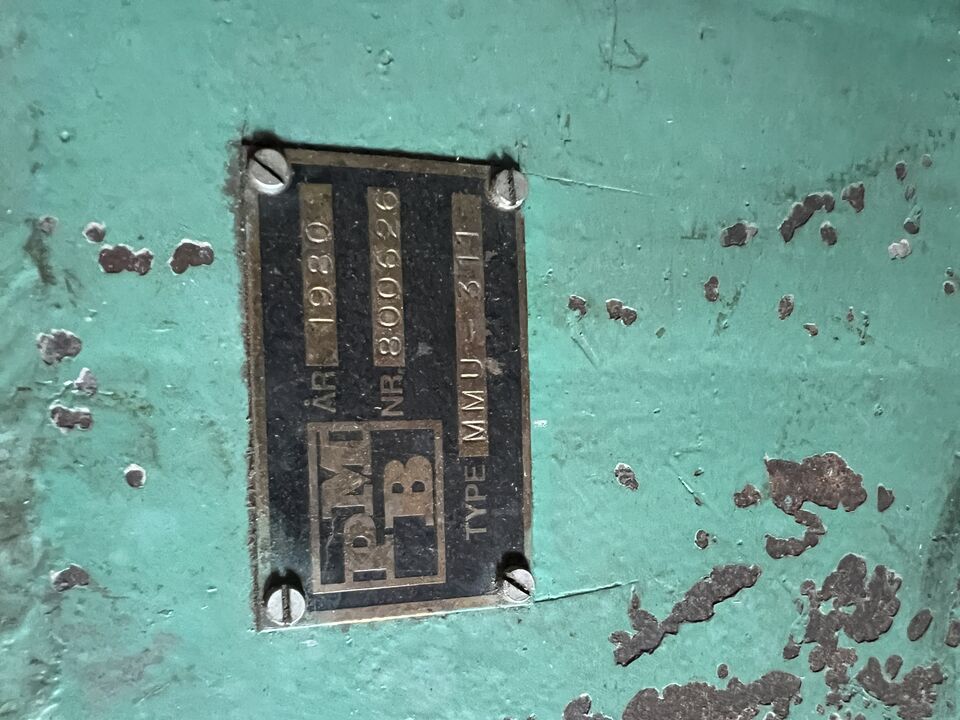 ÅR. 1980
B
NR. 800626
TYPE MMU-311